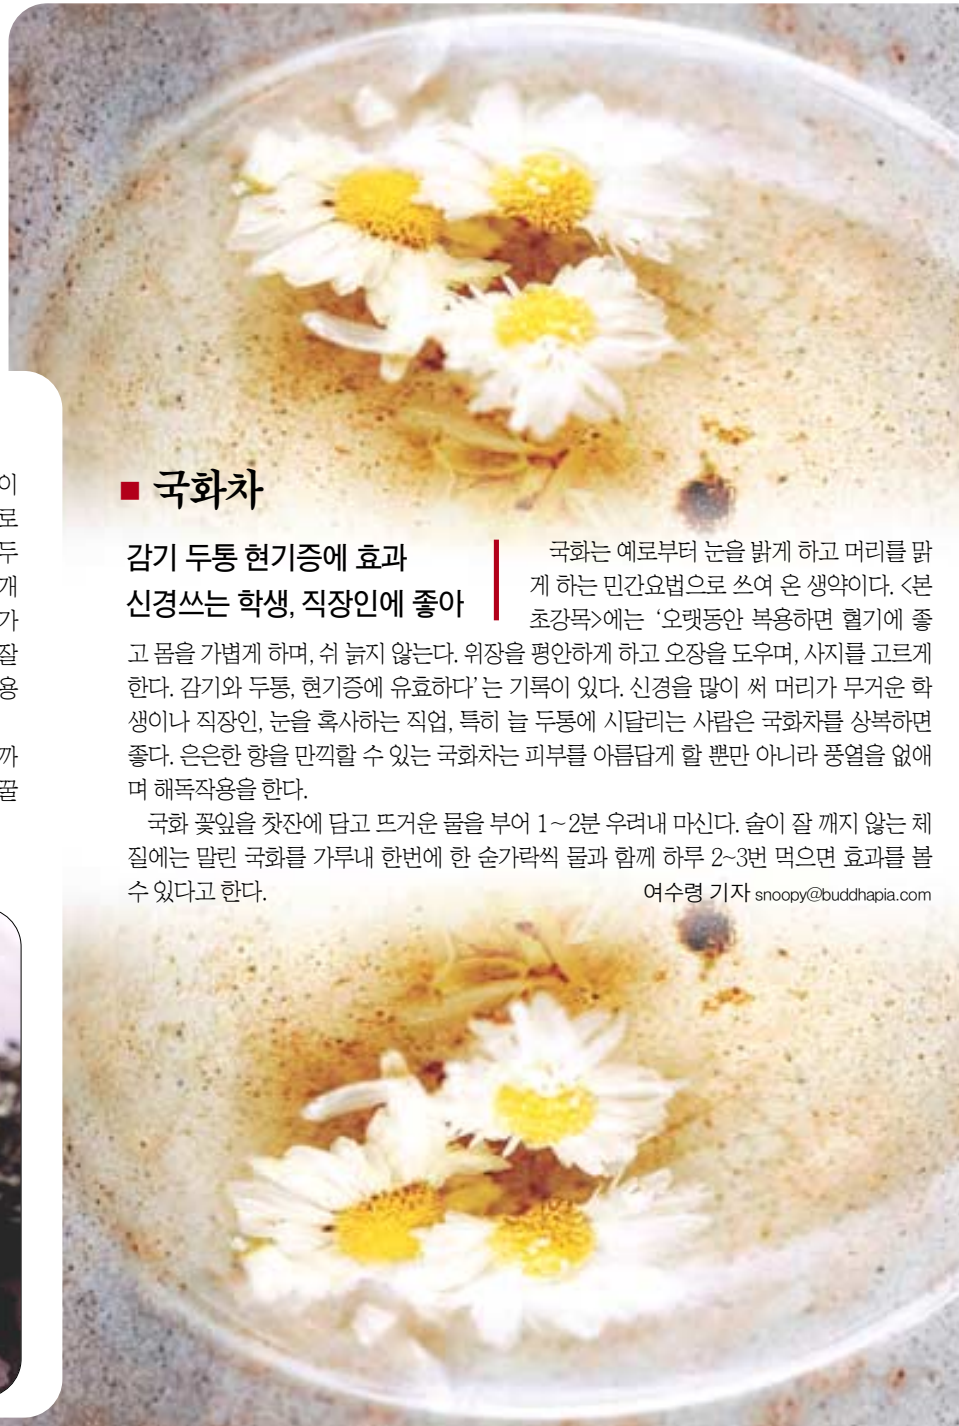 이
로
두
개
가
잘
용
까
꿀
■ 국화차
감기 두통 현기증에 효과
신경쓰는 학생, 직장인에 좋아
국화는 예로부터 눈을 밝게 하고 머리를 맑
게 하는 민간요법으로 쓰여 온 생약이다. <본
초강목>에는 ‘오랫동안 복용하면 혈기에 좋
고 몸을 가볍게 하며, 쉬 늙지 않는다. 위장을 평안하게 하고 오장을 도우며, 사지를 고르게
한다. 감기와 두통, 현기증에 유효하다’는 기록이 있다. 신경을 많이 써 머리가 무거운 학
생이나 직장인, 눈을 혹사하는 직업, 특히 늘 두통에 시달리는 사람은 국화차를 상복하면
좋다. 은은한 향을 만끽할 수 있는 국화차는 피부를 아름답게 할 뿐만 아니라 풍열을 없애
며 해독작용을 한다.
국화 꽃잎을 찻잔에 담고 뜨거운 물을 부어 1~2분 우려내 마신다. 술이 잘 깨지 않는 체
질에는 말린 국화를 가루내 한번에 한 숟가락씩 물과 함께 하루 2~3번 먹으면 효과를 볼
수 있다고 한다.
여수령 기자 snoopy@buddhapia.com